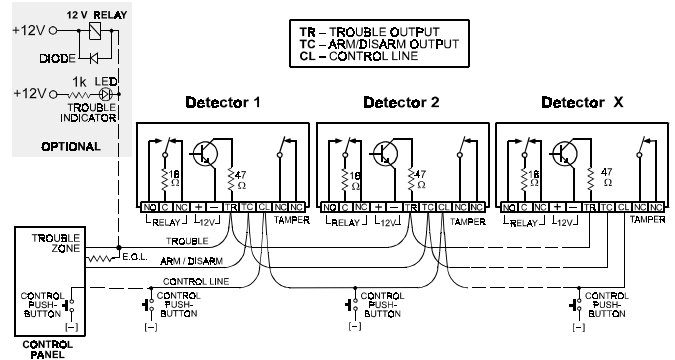 12 V RELAY
+12V
DIODE
1k LED
+12V
TROUBLE
INDICATOR
OPTIONAL
TR – TROUBLE OUTPUT
TC – ARM/DISARM OUTPUT
CL – CONTROL LINE
Detector 1
18
Ω
47
Ω
NO C NC + – TR TC CL NC NC
RELAY 12V TAMPER
Detector 2
18
Ω
47
Ω
NO C NC + – TR TC CL NC NC
RELAY 12V TAMPER
Detector X
18
Ω
47
Ω
NO C NC + – TR TC CL NC NC
RELAY 12V TAMPER
TROUBLE
ZONE
TROUBLE
E.O.L.
ARM / DISARM
CONTROL LINE
CONTROL
PUSH-
BUTTON
[–]
CONTROL
PANEL
CONTROL
PUSH-
BUTTON
[–]
CONTROL
PUSH-
BUTTON
[–]
CONTROL
PUSH-
BUTTON
[–]